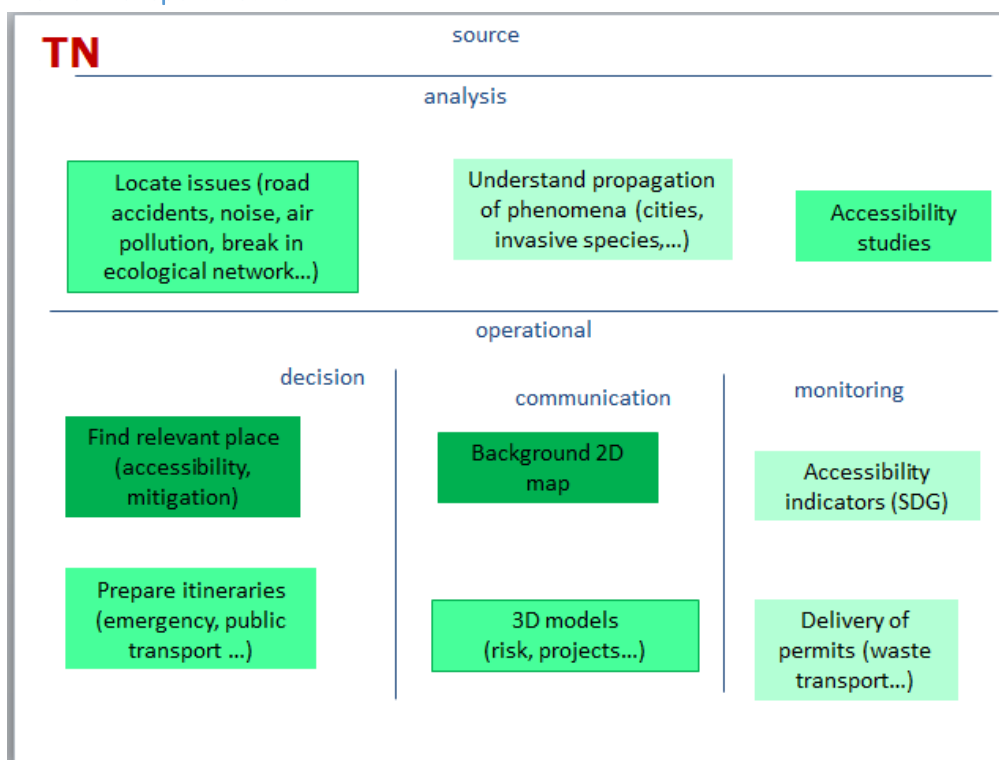 TN
source
analysis
Locate issues (road
accidents, noise, air
pollution, break in
ecological network…)
Understand propagation
of phenomena (cities,
invasive species,…)
Accessibility
studies
operational
decision
Find relevant place
(accessibility,
mitigation)
Prepare itineraries
(emergency, public
transport …)
communication
Background 2D
map
3D models
(risk, projects…)
monitoring
Accessibility
indicators (SDG)
Delivery of
permits (waste
transport…)